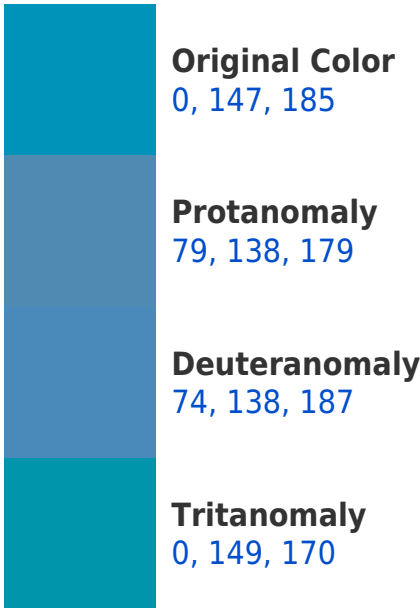 Original Color
0, 147, 185
Protanomaly
79, 138, 179
Deuteranomaly
74, 138, 187
Tritanomaly
0, 149, 170